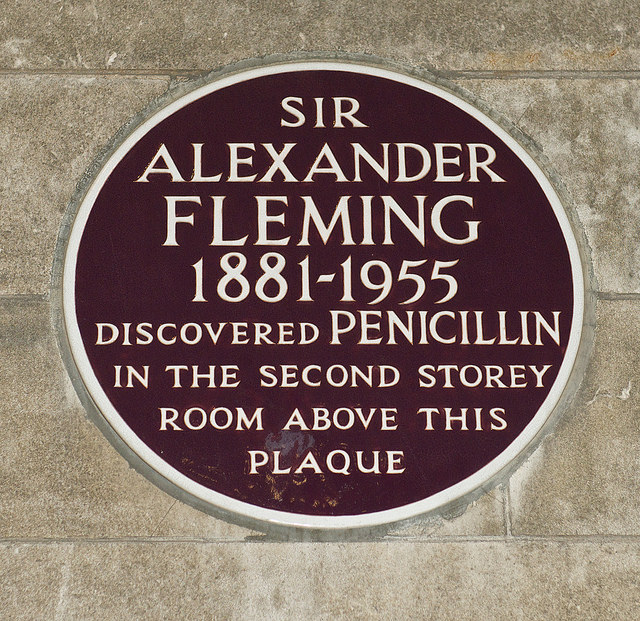 SIR
ALEXANDER
FLEMING
1881-1955
DISCOVERED PENICILLIN
IN THE SECOND STOREY
ROOM ABOVE THIS
PLAQUE